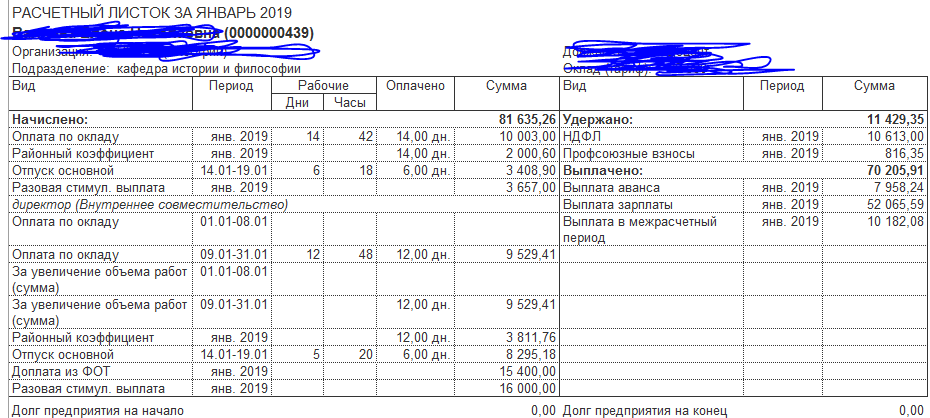 РАСЧЕТНЫЙ ЛИСТОК ЗА ЯНВАРЬ 2019
(0000000439)
Организация:
Подразделение: кафедра истории и философии
Оклад (тариф):
Вид Период Рабочие Оплачено Сумма Вид Период Сумма
Дни Часы
Начислено: 81 635,26 Удержано: 11 429,35
Оплата по окладу янв. 2019 14 42 14,00 дн. 10 003,00 НДФЛ янв. 2019 10 613,00
Районный коэффициент янв. 2019 14,00 дн. 2 000,60 Профсоюзные взносы янв. 2019 816,35
Отпуск основной 14.01-19.01 6 18 6,00 дн. 3 408,90 Выплачено: 70 205,91
Разовая стимул. выплата янв. 2019 3 657,00 Выплата аванса янв. 2019 7 958,24
директор (Внутреннее совместительство) Выплата зарплаты янв. 2019 52 065,59
Оплата по окладу 01.01-08.01 Выплата в межрасчетный янв. 2019 10 182,08
период
Оплата по окладу 09.01-31.01 12 48 12,00 дн. 9 529,41
За увеличение объема работ 01.01-08.01
(сумма)
За увеличение объема работ 09.01-31.01 12,00 дн. 9 529,41
(сумма)
Районный коэффициент янв. 2019 12,00 дн. 3 811,76
Отпуск основной 14.01-19.01 5 20 6,00 дн. 8 295,18
Доплата из ФОТ янв. 2019 15 400,00
Разовая стимул. выплата янв. 2019 16 000,00
Долг предприятия на начало 0,00 Долг предприятия на конец 0,00